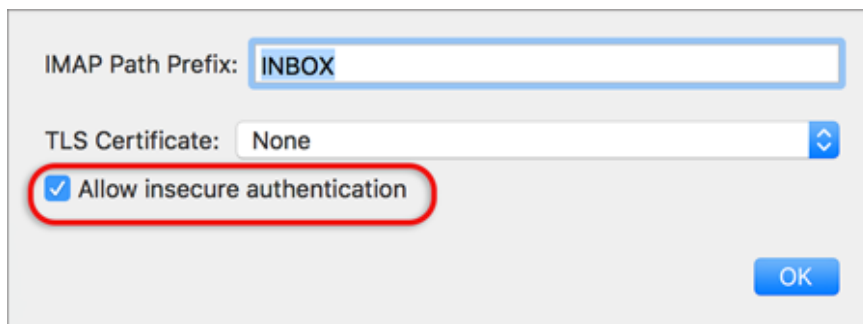 IMAP Path Prefix: INBOX
TLS Certificate: None
Allow insecure authentication
OK